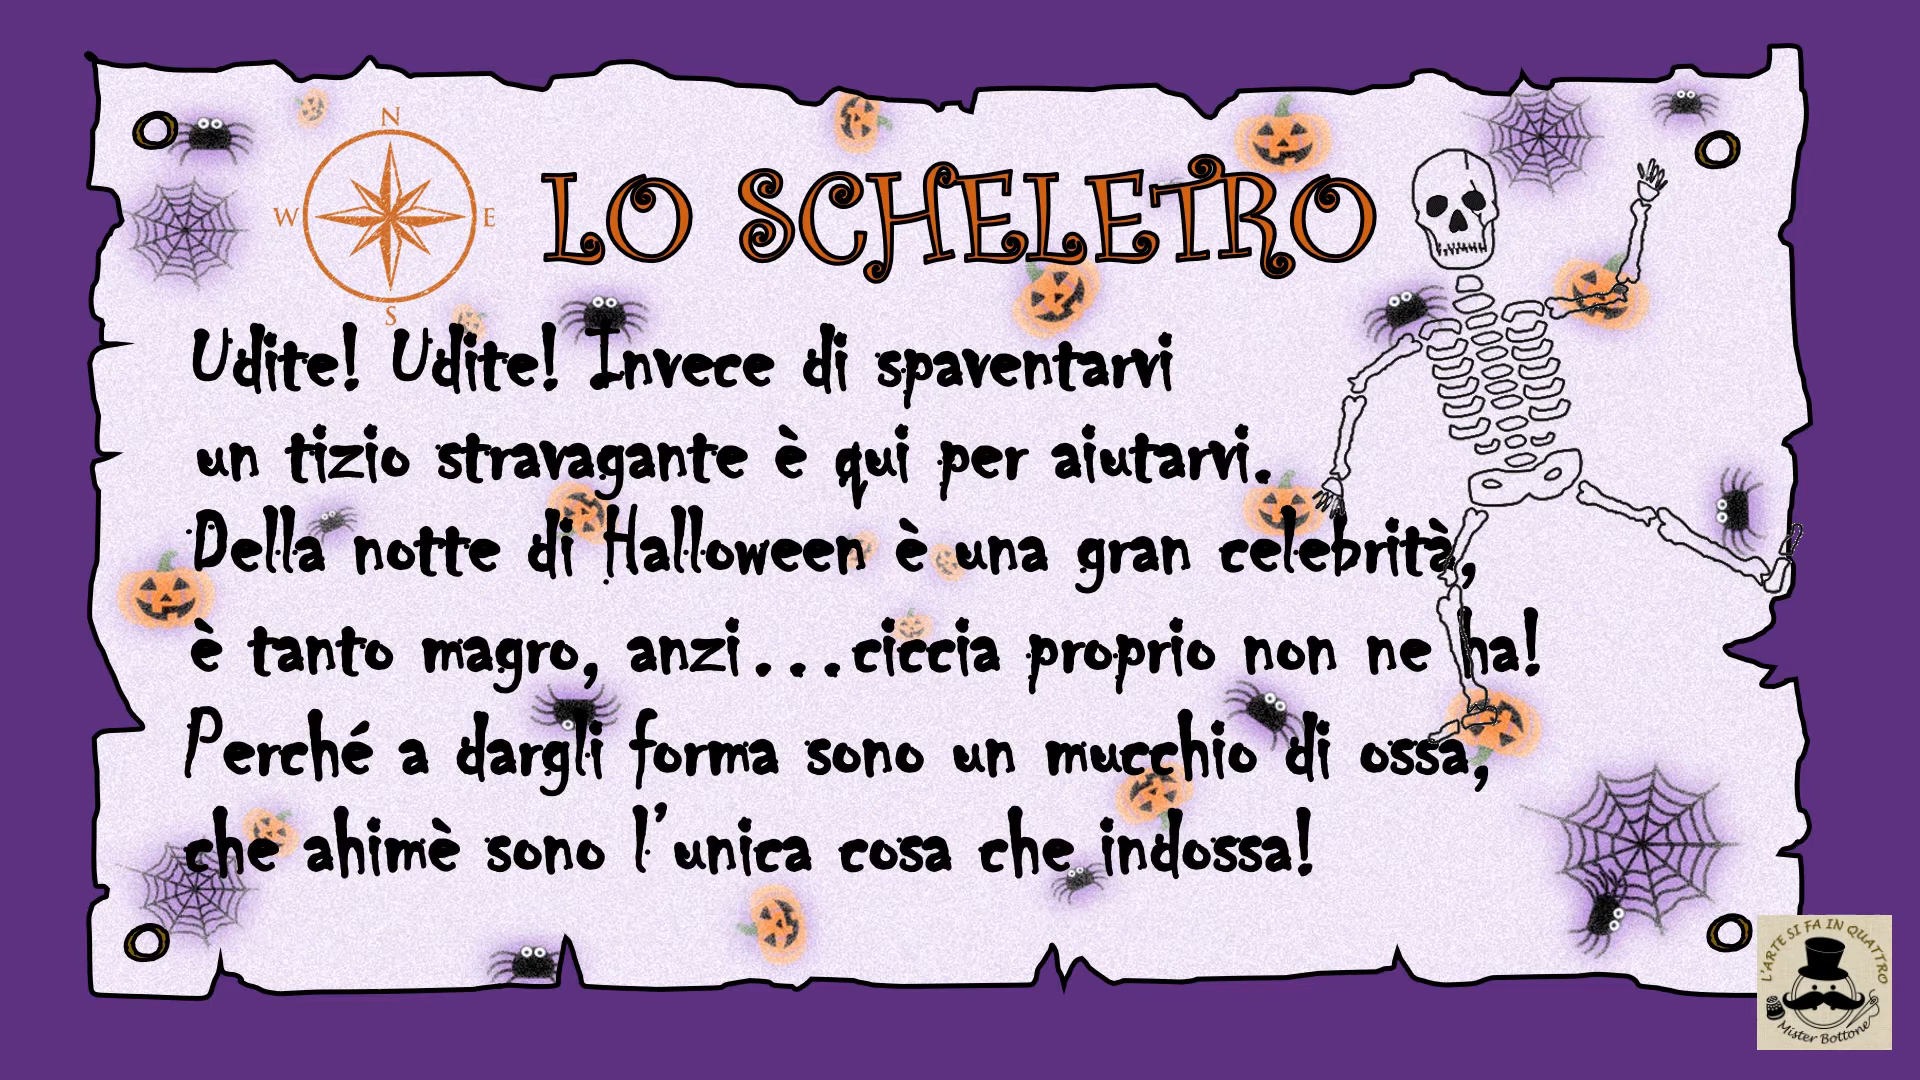 N
W E
S
LO SCHELETRO
Udite! Udite! Invece di spaventarvi
un tizio stravagante è qui per aiutarvi.
Della notte di Halloween è una gran celebrità,
è tanto magro, anzi...ciccia proprio non ne ha!
Perché a dargli forma sono un mucchio di ossa,
che ahimè sono l'unica cosa che indossa!
L'ARTE SI FA IN QUATTRO
Mister Bottone